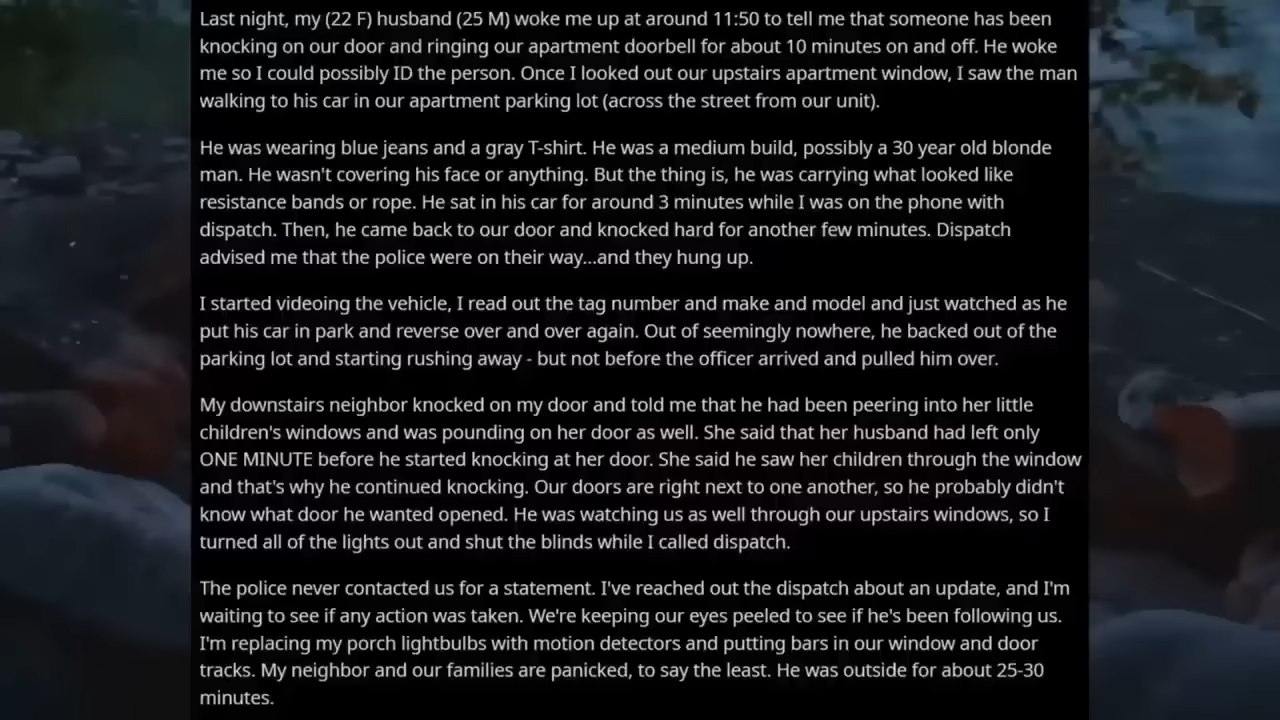 Last night, my (22 F) husband (25 M) woke me up at around 11:50 to tell me that someone has been
knocking on our door and ringing our apartment doorbell for about 10 minutes on and off. He woke
me so I could possibly ID the person. Once I looked out our upstairs apartment window, I saw the man
walking to his car in our apartment parking lot (across the street from our unit).
He was wearing blue jeans and a gray T-shirt. He was a medium build, possibly a 30 year old blonde
man. He wasn't covering his face or anything. But the thing is, he was carrying what looked like
resistance bands or rope. He sat in his car for around 3 minutes while I was on the phone with
dispatch. Then, he came back to our door and knocked hard for another few minutes. Dispatch
advised me that the police were on their way...and they hung up.
I started videoing the vehicle, I read out the tag number and make and model and just watched as he
put his car in park and reverse over and over again. Out of seemingly nowhere, he backed out of the
parking lot and starting rushing away - but not before the officer arrived and pulled him over.
My downstairs neighbor knocked on my door and told me that he had been peering into her little
children's windows and was pounding on her door as well. She said that her husband had left only
ONE MINUTE before he started knocking at her door. She said he saw her children through the window
and that's why he continued knocking. Our doors are right next to one another, so he probably didn't
know what door he wanted opened. He was watching us as well through our upstairs windows, so I
turned all of the lights out and shut the blinds while I called dispatch.
The police never contacted us for a statement. I've reached out the dispatch about an update, and I'm
waiting to see if any action was taken. We're keeping our eyes peeled to see if he's been following us.
I'm replacing my porch lightbulbs with motion detectors and putting bars in our window and door
tracks. My neighbor and our families are panicked, to say the least. He was outside for about 25-30
minutes.